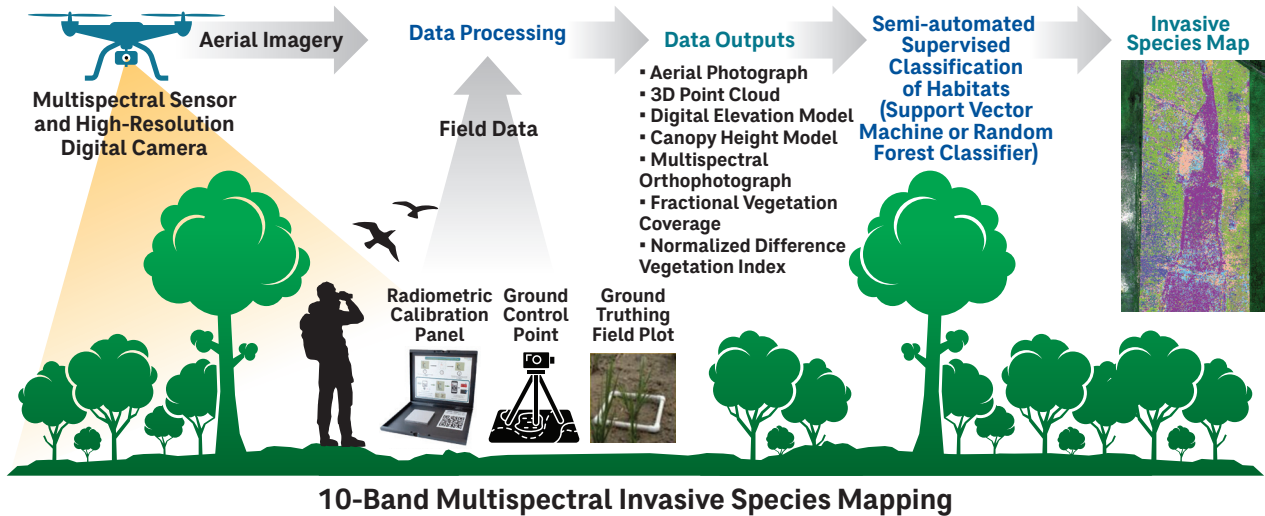 Aerial Imagery
Multispectral Sensor
and High-Resolution
Digital Camera
Data Processing
Field Data
Radiometric
Calibration
Panel
Ground
Control
Point
Ground
Truthing
Field Plot
Data Outputs
▪ Aerial Photograph
▪ 3D Point Cloud
▪ Digital Elevation Model
▪ Canopy Height Model
▪ Multispectral
Orthophotograph
▪ Fractional Vegetation
Coverage
▪ Normalized Difference
Vegetation Index
Semi-automated
Supervised
Classification
of Habitats
(Support Vector
Machine or Random
Forest Classifier)
Invasive
Species Map
10-Band Multispectral Invasive Species Mapping